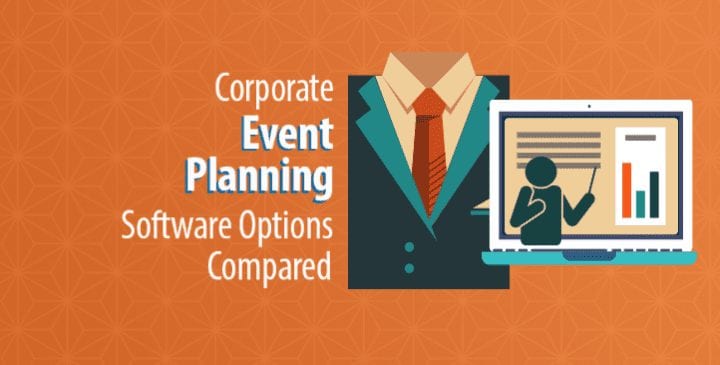 Corporate
Event
Planning
Software Options
Compared